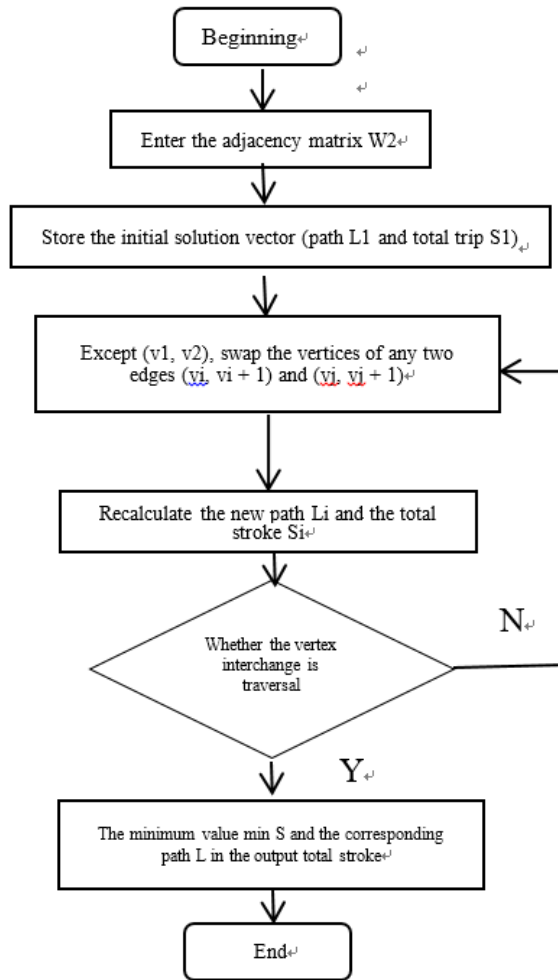 Beginning
Enter the adjacency matrix W2
Store the initial solution vector (path L1 and total trip S1)
Except (v1, v2), swap the vertices of any two
edges (vi, vi + 1) and (vj, vj + 1)
Recalculate the new path Li and the total
stroke Si
Whether the vertex
interchange is
traversal
N
Y
The minimum value min S and the corresponding
path L in the output total stroke
End